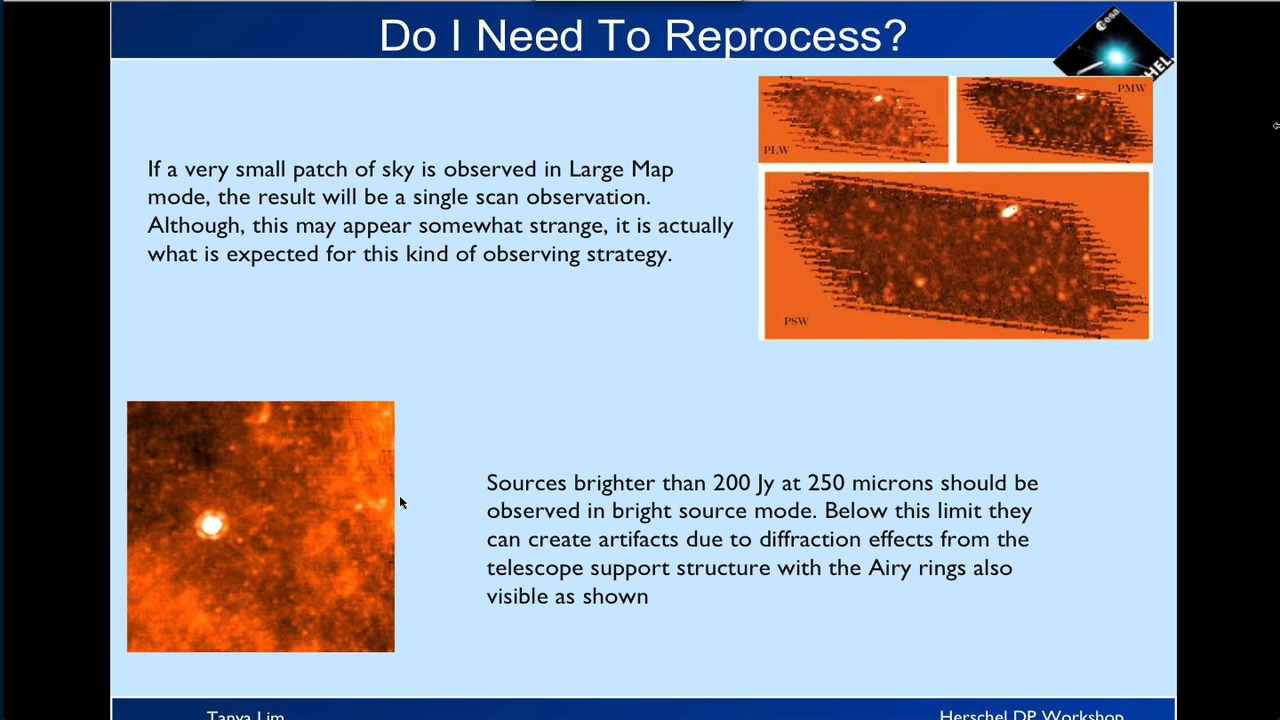 Do I Need To Reprocess?
esa
HEL
PLW
PMW
PSW
If a very small patch of sky is observed in Large Map
mode, the result will be a single scan observation.
Although, this may appear somewhat strange, it is actually
what is expected for this kind of observing strategy.
Sources brighter than 200 Jy at 250 microns should be
observed in bright source mode. Below this limit they
can create artifacts due to diffraction effects from the
telescope support structure with the Airy rings also
visible as shown
Tanya Lim
Herschel DP Workshop